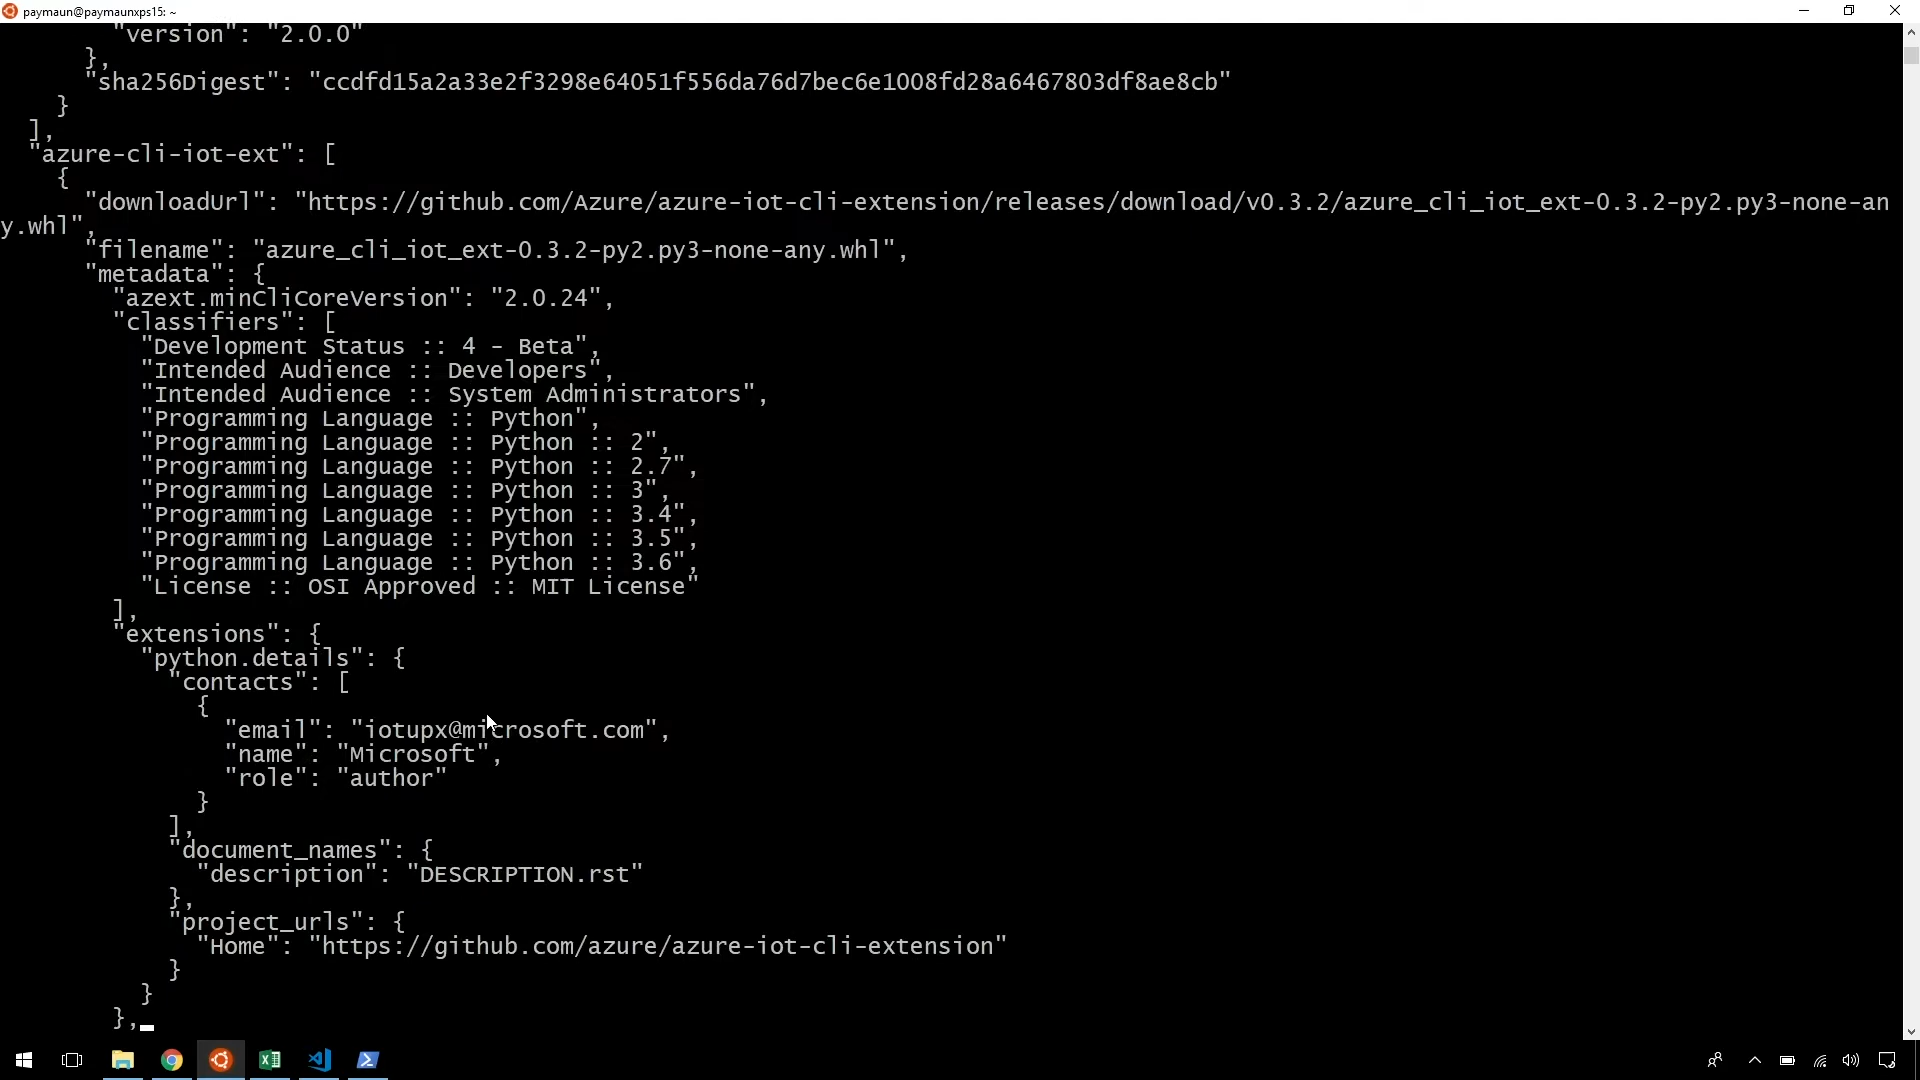 paymaun@paymaunxps15: ~
"version": "2.0.0"
},
"sha256Digest": "ccdfd15a2a33e2f3298e64051f556da76d7bec6e1008fd28a6467803df8ae8cb"
}
],
"azure-cli-iot-ext": [
{
"downloadUrl": "https://github.com/Azure/azure-iot-cli-extension/releases/download/v0.3.2/azure_cli_iot_ext-0.3.2-py2.py3-none-an
y.whl",
"filename": "azure_cli_iot_ext-0.3.2-py2.py3-none-any.whl",
"metadata": {
"azext.minCliCoreVersion": "2.0.24",
"classifiers": [
"Development Status :: 4 - Beta",
"Intended Audience :: Developers",
"Intended Audience :: System Administrators",
"Programming Language :: Python",
"Programming Language :: Python :: 2",
"Programming Language :: Python :: 2.7",
"Programming Language :: Python :: 3",
"Programming Language :: Python :: 3.4",
"Programming Language :: Python :: 3.5",
"Programming Language :: Python :: 3.6",
"License :: OSI Approved :: MIT License"
],
"extensions": {
"python.details": {
"contacts": [
{
"email": "iotupx@microsoft.com",
"name": "Microsoft",
"role": "author"
}
],
"document_names": {
"description": "DESCRIPTION.rst"
},
"project_urls": {
"Home": "https://github.com/azure/azure-iot-cli-extension"
}
}
},